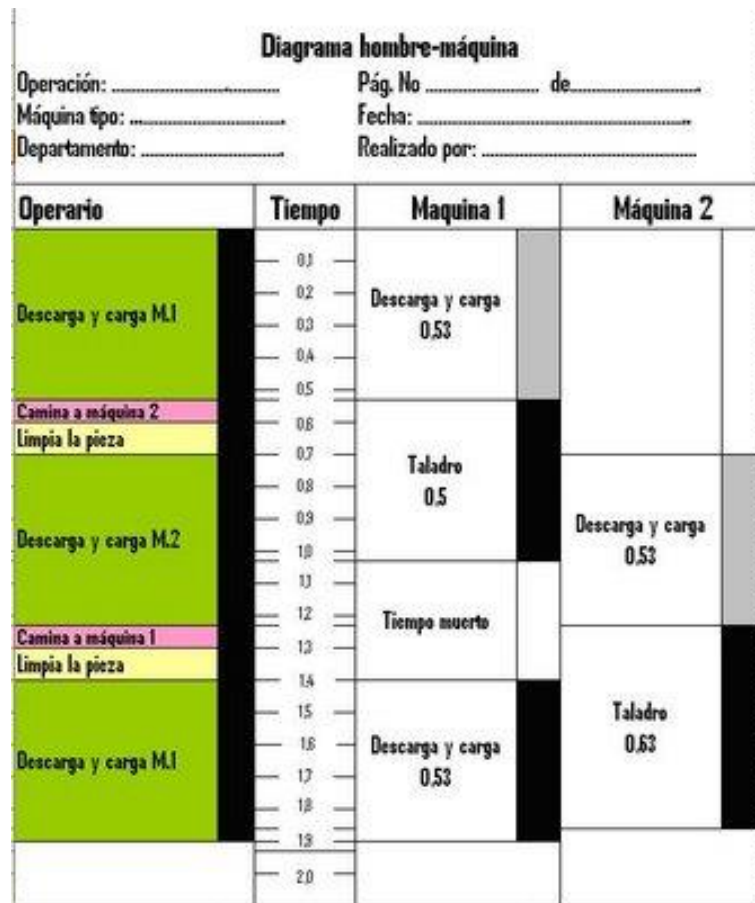 Diagrama hombre-máquina
Operación: ........................................ Pág. No ........................... de...............................
Máquina tipo: ..................................... Fecha: .................................................................
Departamento: .................................. Realizado por: ...................................................
Operario Tiempo Maquina 1 Máquina 2
0,1
0,2
Descarga y carga M.1
Descarga y carga
0,53
0,3
0,4
0,5
Camina a máquina 2
0,6
Limpia la pieza
0,7
Taladro
0,5
0,8
0,9
Descarga y carga M.2
Descarga y carga
0,53
1,0
1,1
1,2
Tiempo muerto
Camina a máquina 1
1,3
Limpia la pieza
1,4
1,5
Taladro
0,63
1,6
Descarga y carga M.1
Descarga y carga
0,53
1,7
1,8
1,9
2,0